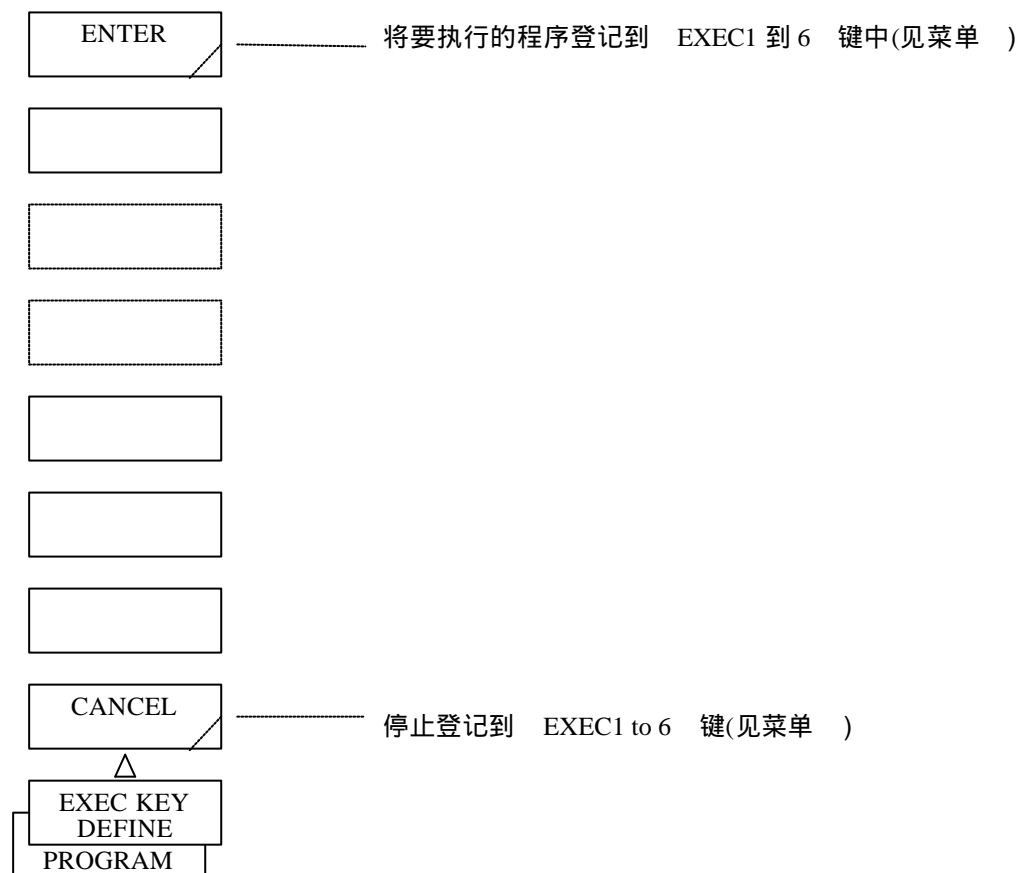 ENTER
将要执行的程序登记到 EXEC1 到 6 键中(见菜单 )
CANCEL
停止登记到 EXEC1 to 6 键(见菜单 )
EXEC KEY
DEFINE
PROGRAM